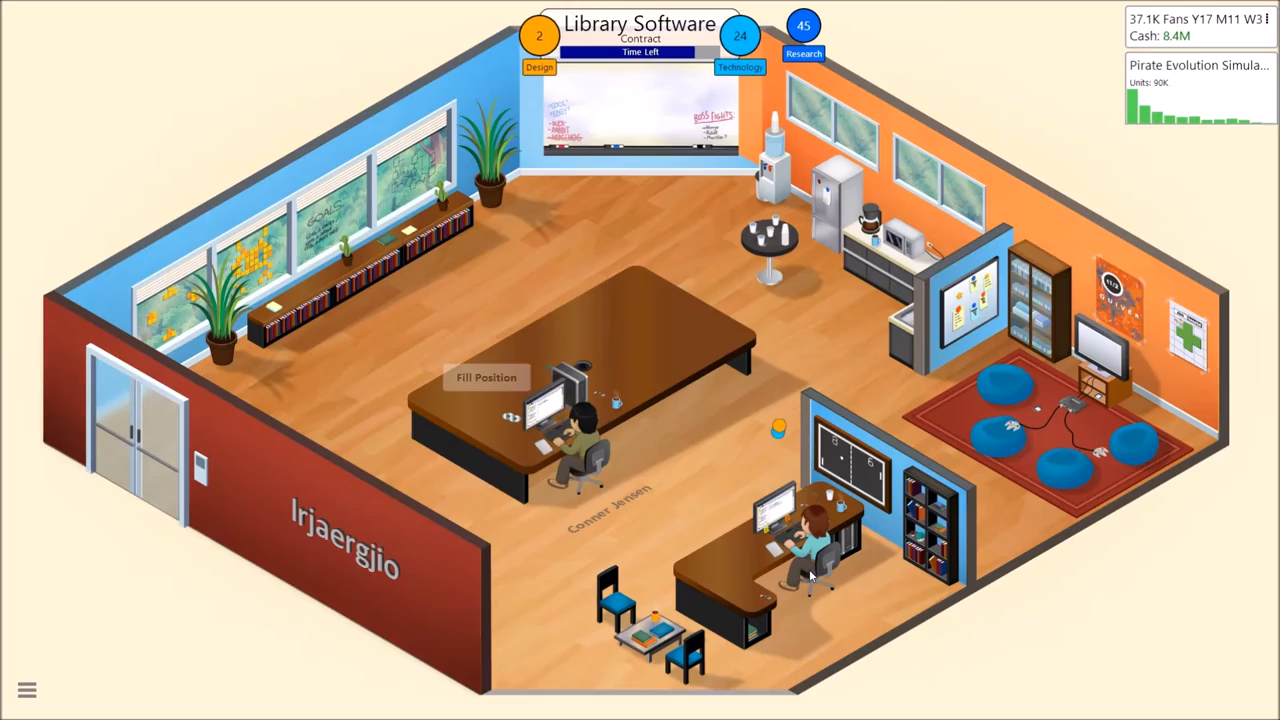 Library Software
Contract
Time Left
2
Design
24
Technology
45
Research
37.1K Fans Y17 M11 W3
Cash: 8.4M
Pirate Evolution Simula...
Units: 90K
BOSS FIGHTS:
GOALS
Fill Position
Conner Jensen
Irjaergjio
QUIVER